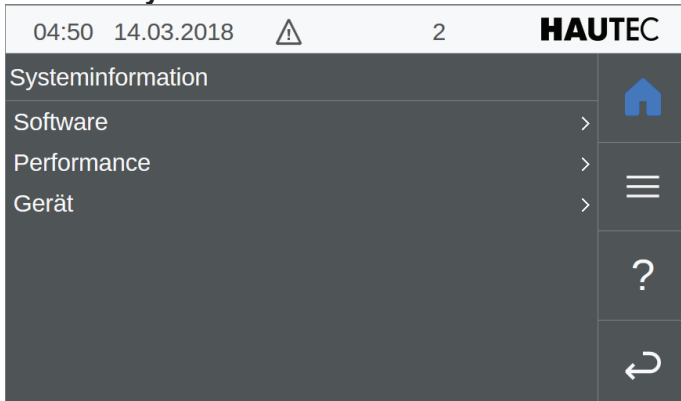 04:50 14.03.2018 2 HAUTEC
Systeminformation
Software >
Performance >
Gerät >
?